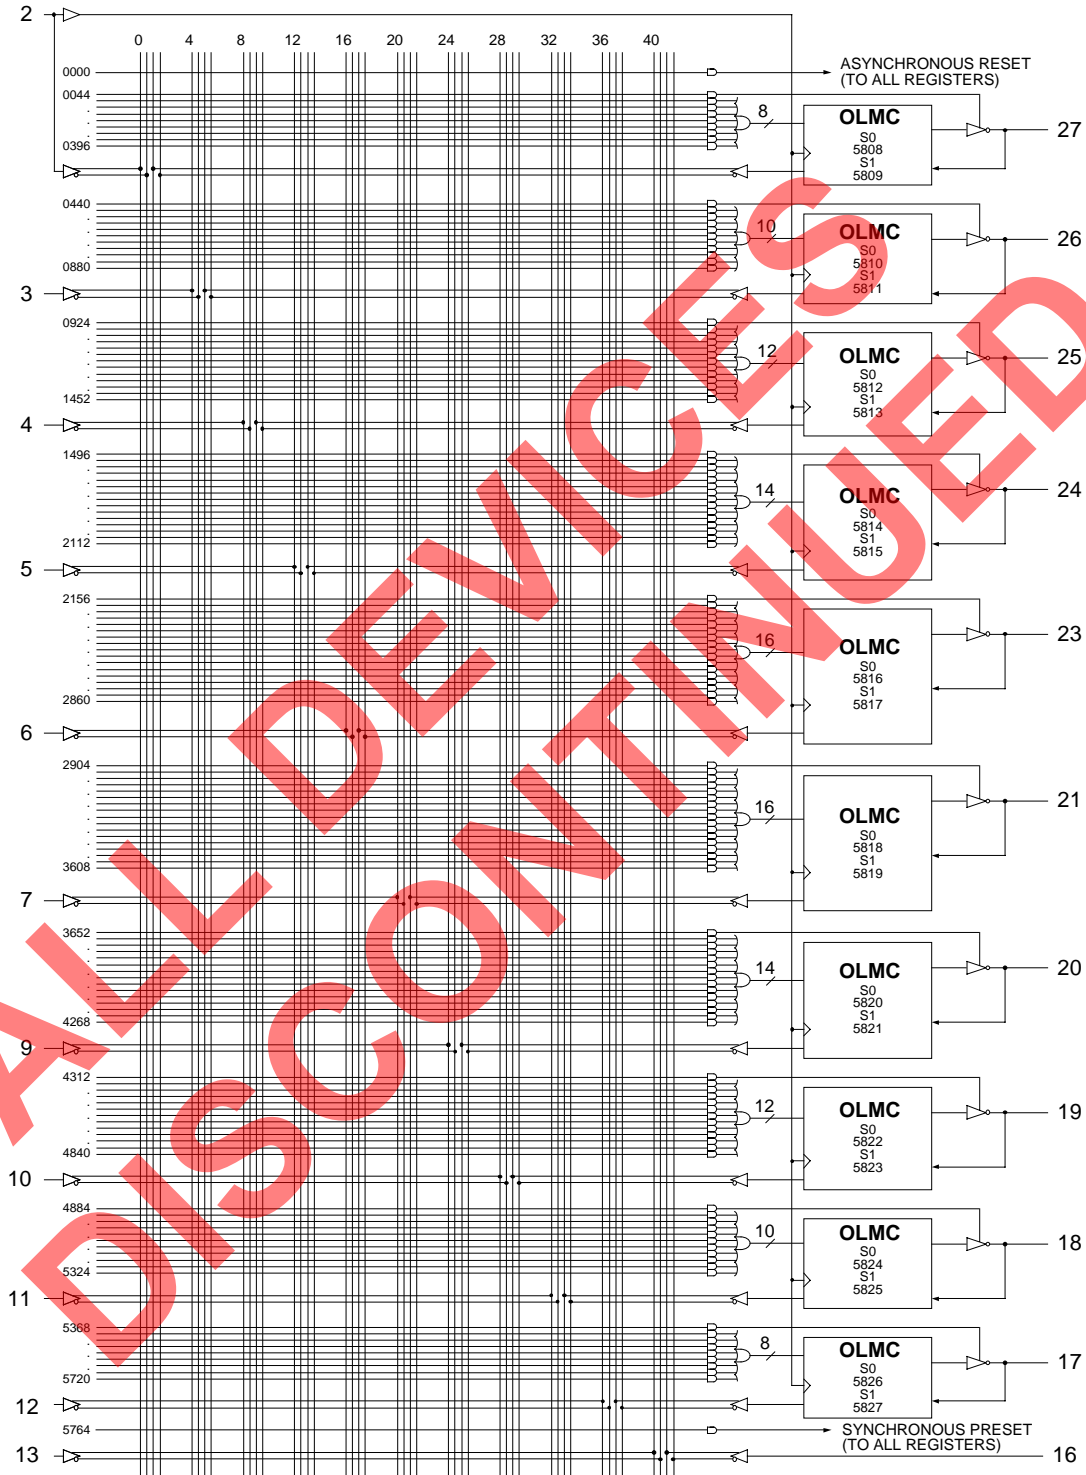 2
0 4 8 12 16 20 24 28 32 36 40
0000
ASYNCHRONOUS RESET
(TO ALL REGISTERS)
0044
0396
8
OLMC
S0
5808
S1
5809
27
0440
0880
10
OLMC
S0
5810
S1
5811
26
3
0924
1452
12
OLMC
S0
5812
S1
5813
25
4
1496
2112
14
OLMC
S0
5814
S1
5815
24
5
2156
2860
16
OLMC
S0
5816
S1
5817
23
6
2904
3608
16
OLMC
S0
5818
S1
5819
21
7
3652
4268
14
OLMC
S0
5820
S1
5821
20
9
4312
4840
12
OLMC
S0
5822
S1
5823
19
10
4884
5324
10
OLMC
S0
5824
S1
5825
18
11
5368
5720
8
OLMC
S0
5826
S1
5827
17
12
5764
SYNCHRONOUS PRESET
(TO ALL REGISTERS)
13
16
ALL DEVICES
DISCONTINUED